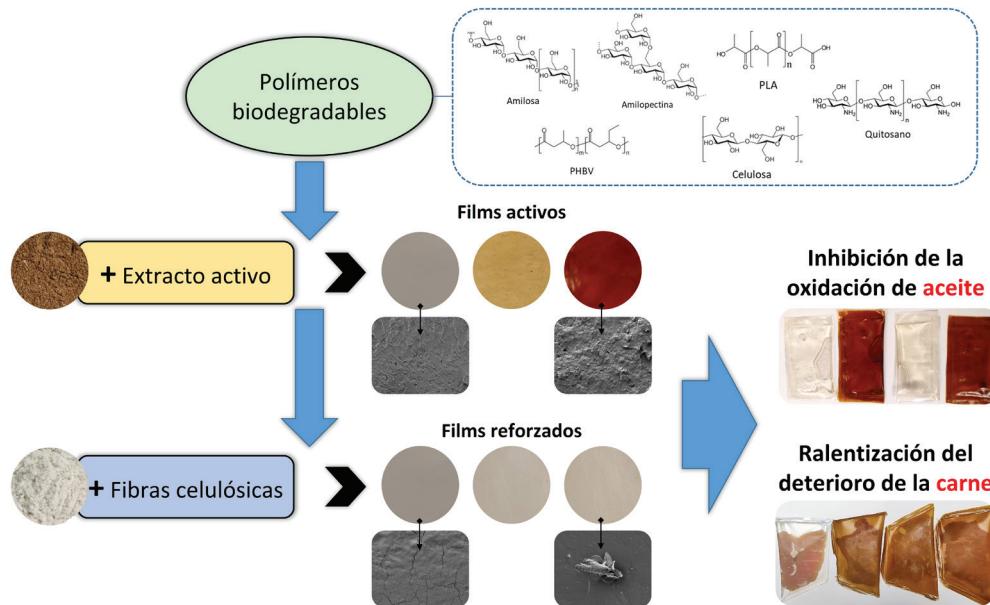 Polímeros
biodegradables
Amilosa
Amilopectina
PLA
Quitosano
PHBV
Celulosa
Films activos
+ Extracto activo
Inhibición de la
oxidación de aceite
Films reforzados
+ Fibras celulósicas
Ralentización del
deterioro de la carne